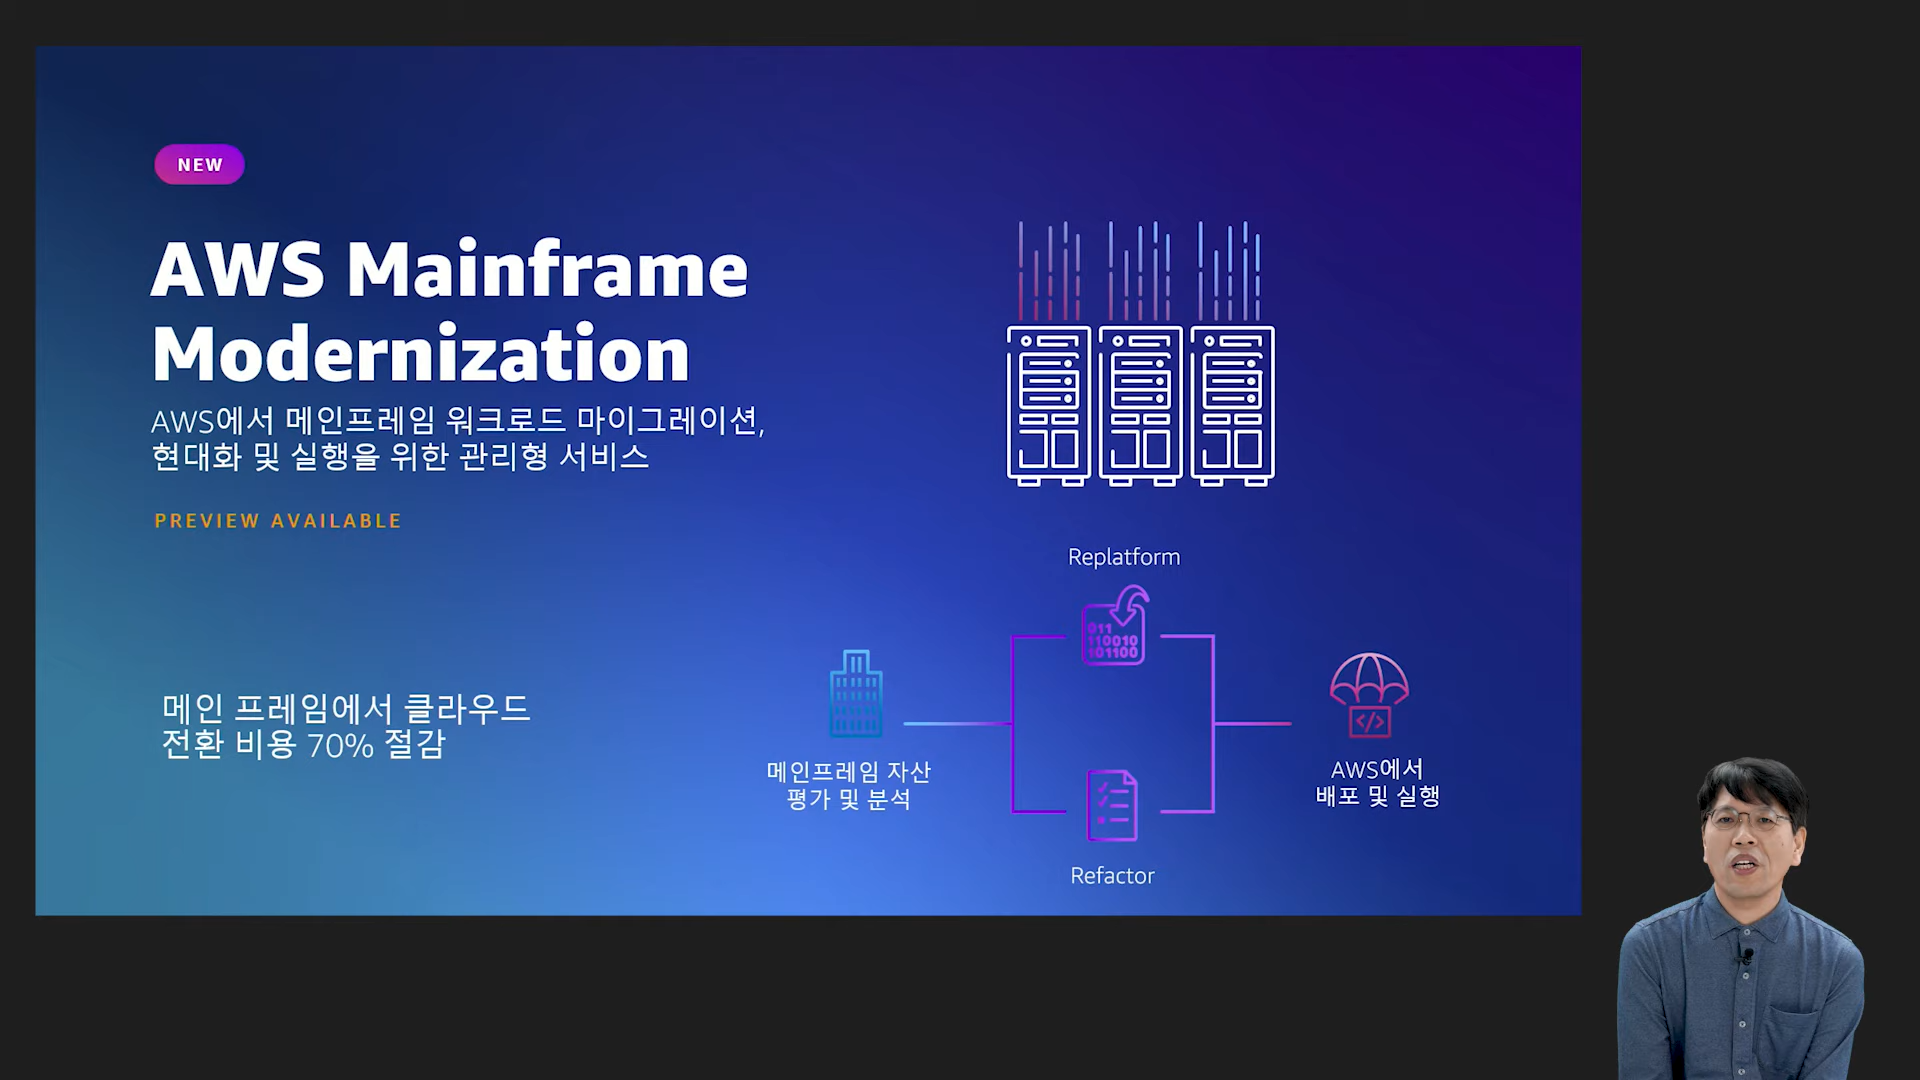 NEW
AWS Mainframe
Modernization
AWS에서 메인프레임 워크로드 마이그레이션,
현대화 및 실행을 위한 관리형 서비스
PREVIEW AVAILABLE
메인 프레임에서 클라우드
전환 비용 70% 절감
Replatform
011
110010
101100
메인프레임 자산
평가 및 분석
</>
AWS에서
배포 및 실행
Refactor